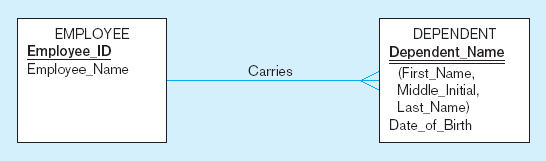 EMPLOYEE
Employee_ID
Employee_Name
Carries
DEPENDENT
Dependent_Name
(First_Name,
Middle_Initial,
Last_Name)
Date_of_Birth